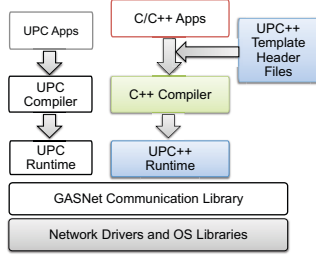 UPC Apps
C/C++ Apps
UPC++
Template
Header
Files
UPC
Compiler
C++ Compiler
UPC
Runtime
UPC++
Runtime
GASNet Communication Library
Network Drivers and OS Libraries